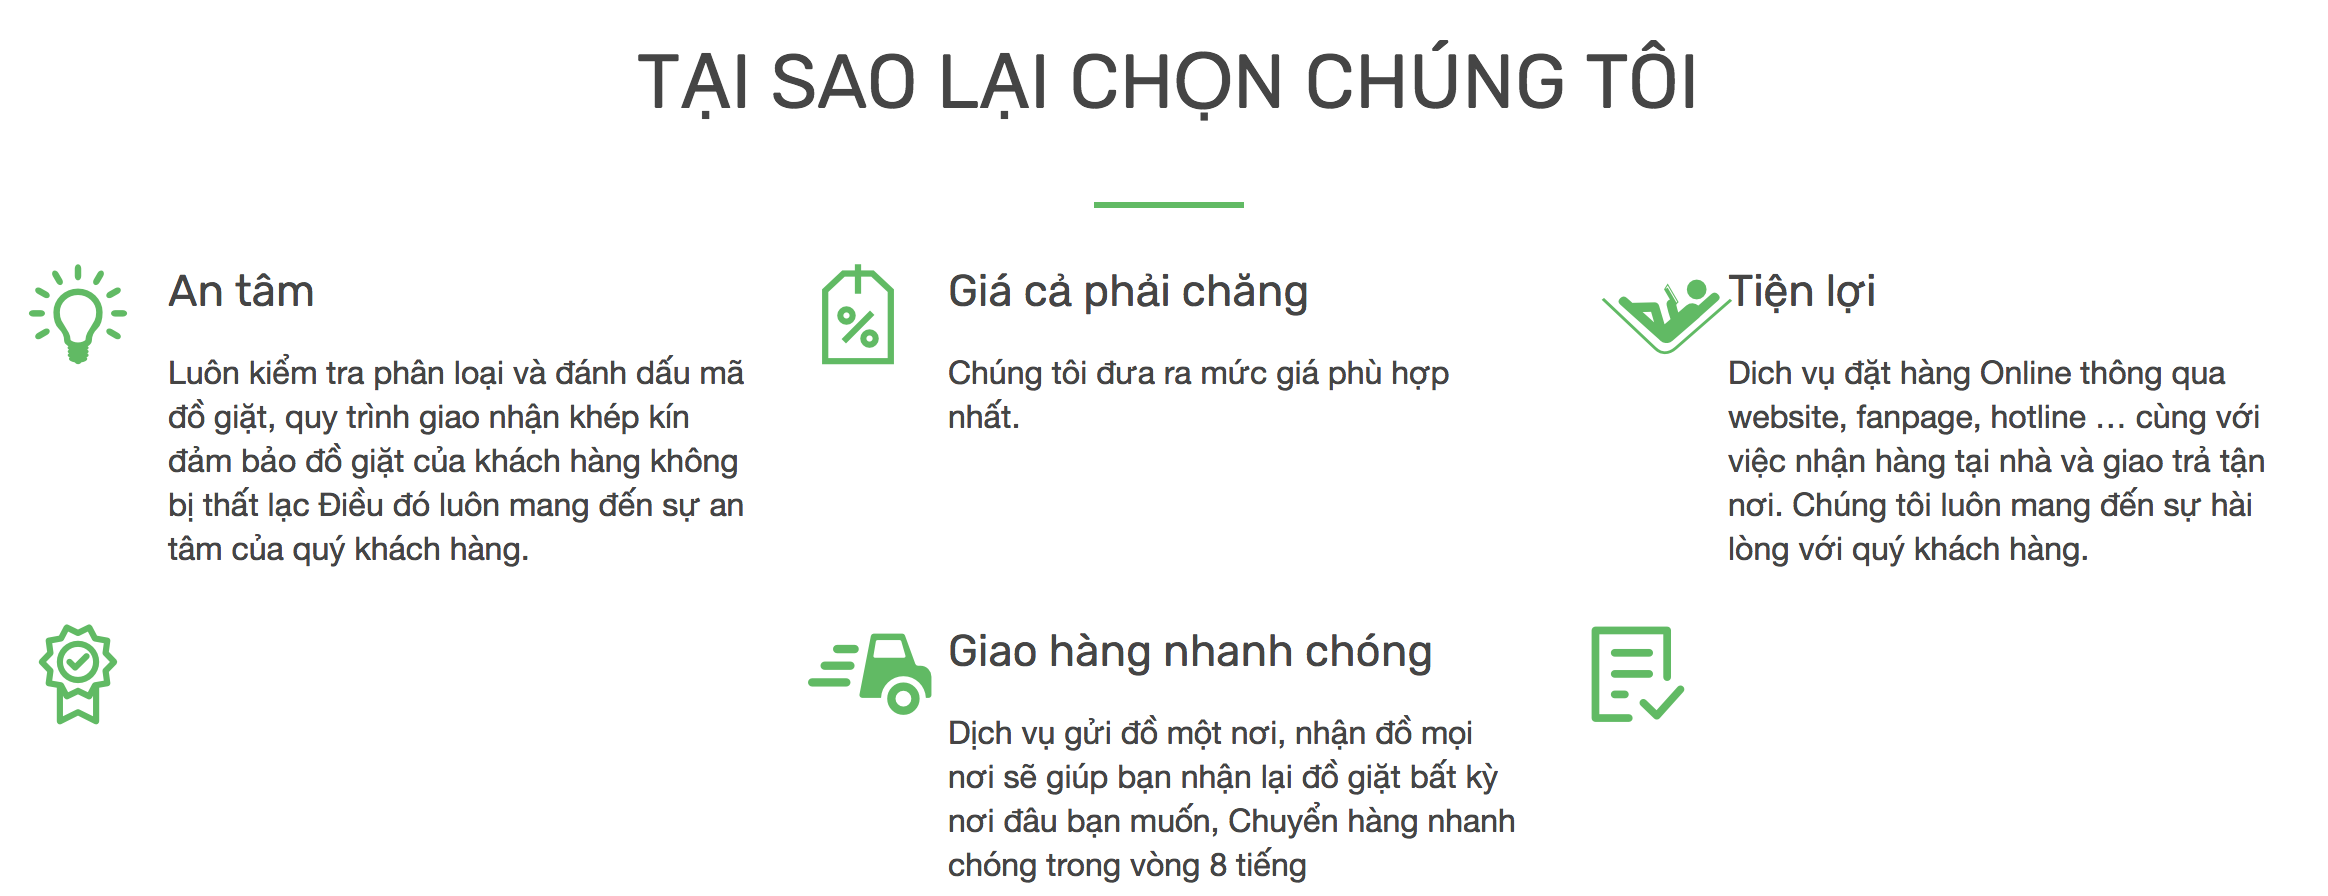 TẠI SAO LẠI CHỌN CHÚNG TÔI
An tâm
Luôn kiểm tra phân loại và đánh dấu mã
đồ giặt, quy trình giao nhận khép kín
đảm bảo đồ giặt của khách hàng không
bị thất lạc Điều đó luôn mang đến sự an
tâm của quý khách hàng.
Giá cả phải chăng
Chúng tôi đưa ra mức giá phù hợp
nhất.
Tiện lợi
Dich vụ đặt hàng Online thông qua
website, fanpage, hotline … cùng với
việc nhận hàng tại nhà và giao trả tận
nơi. Chúng tôi luôn mang đến sự hài
lòng với quý khách hàng.
Giao hàng nhanh chóng
Dịch vụ gửi đồ một nơi, nhận đồ mọi
nơi sẽ giúp bạn nhận lại đồ giặt bất kỳ
nơi đâu bạn muốn, Chuyển hàng nhanh
chóng trong vòng 8 tiếng